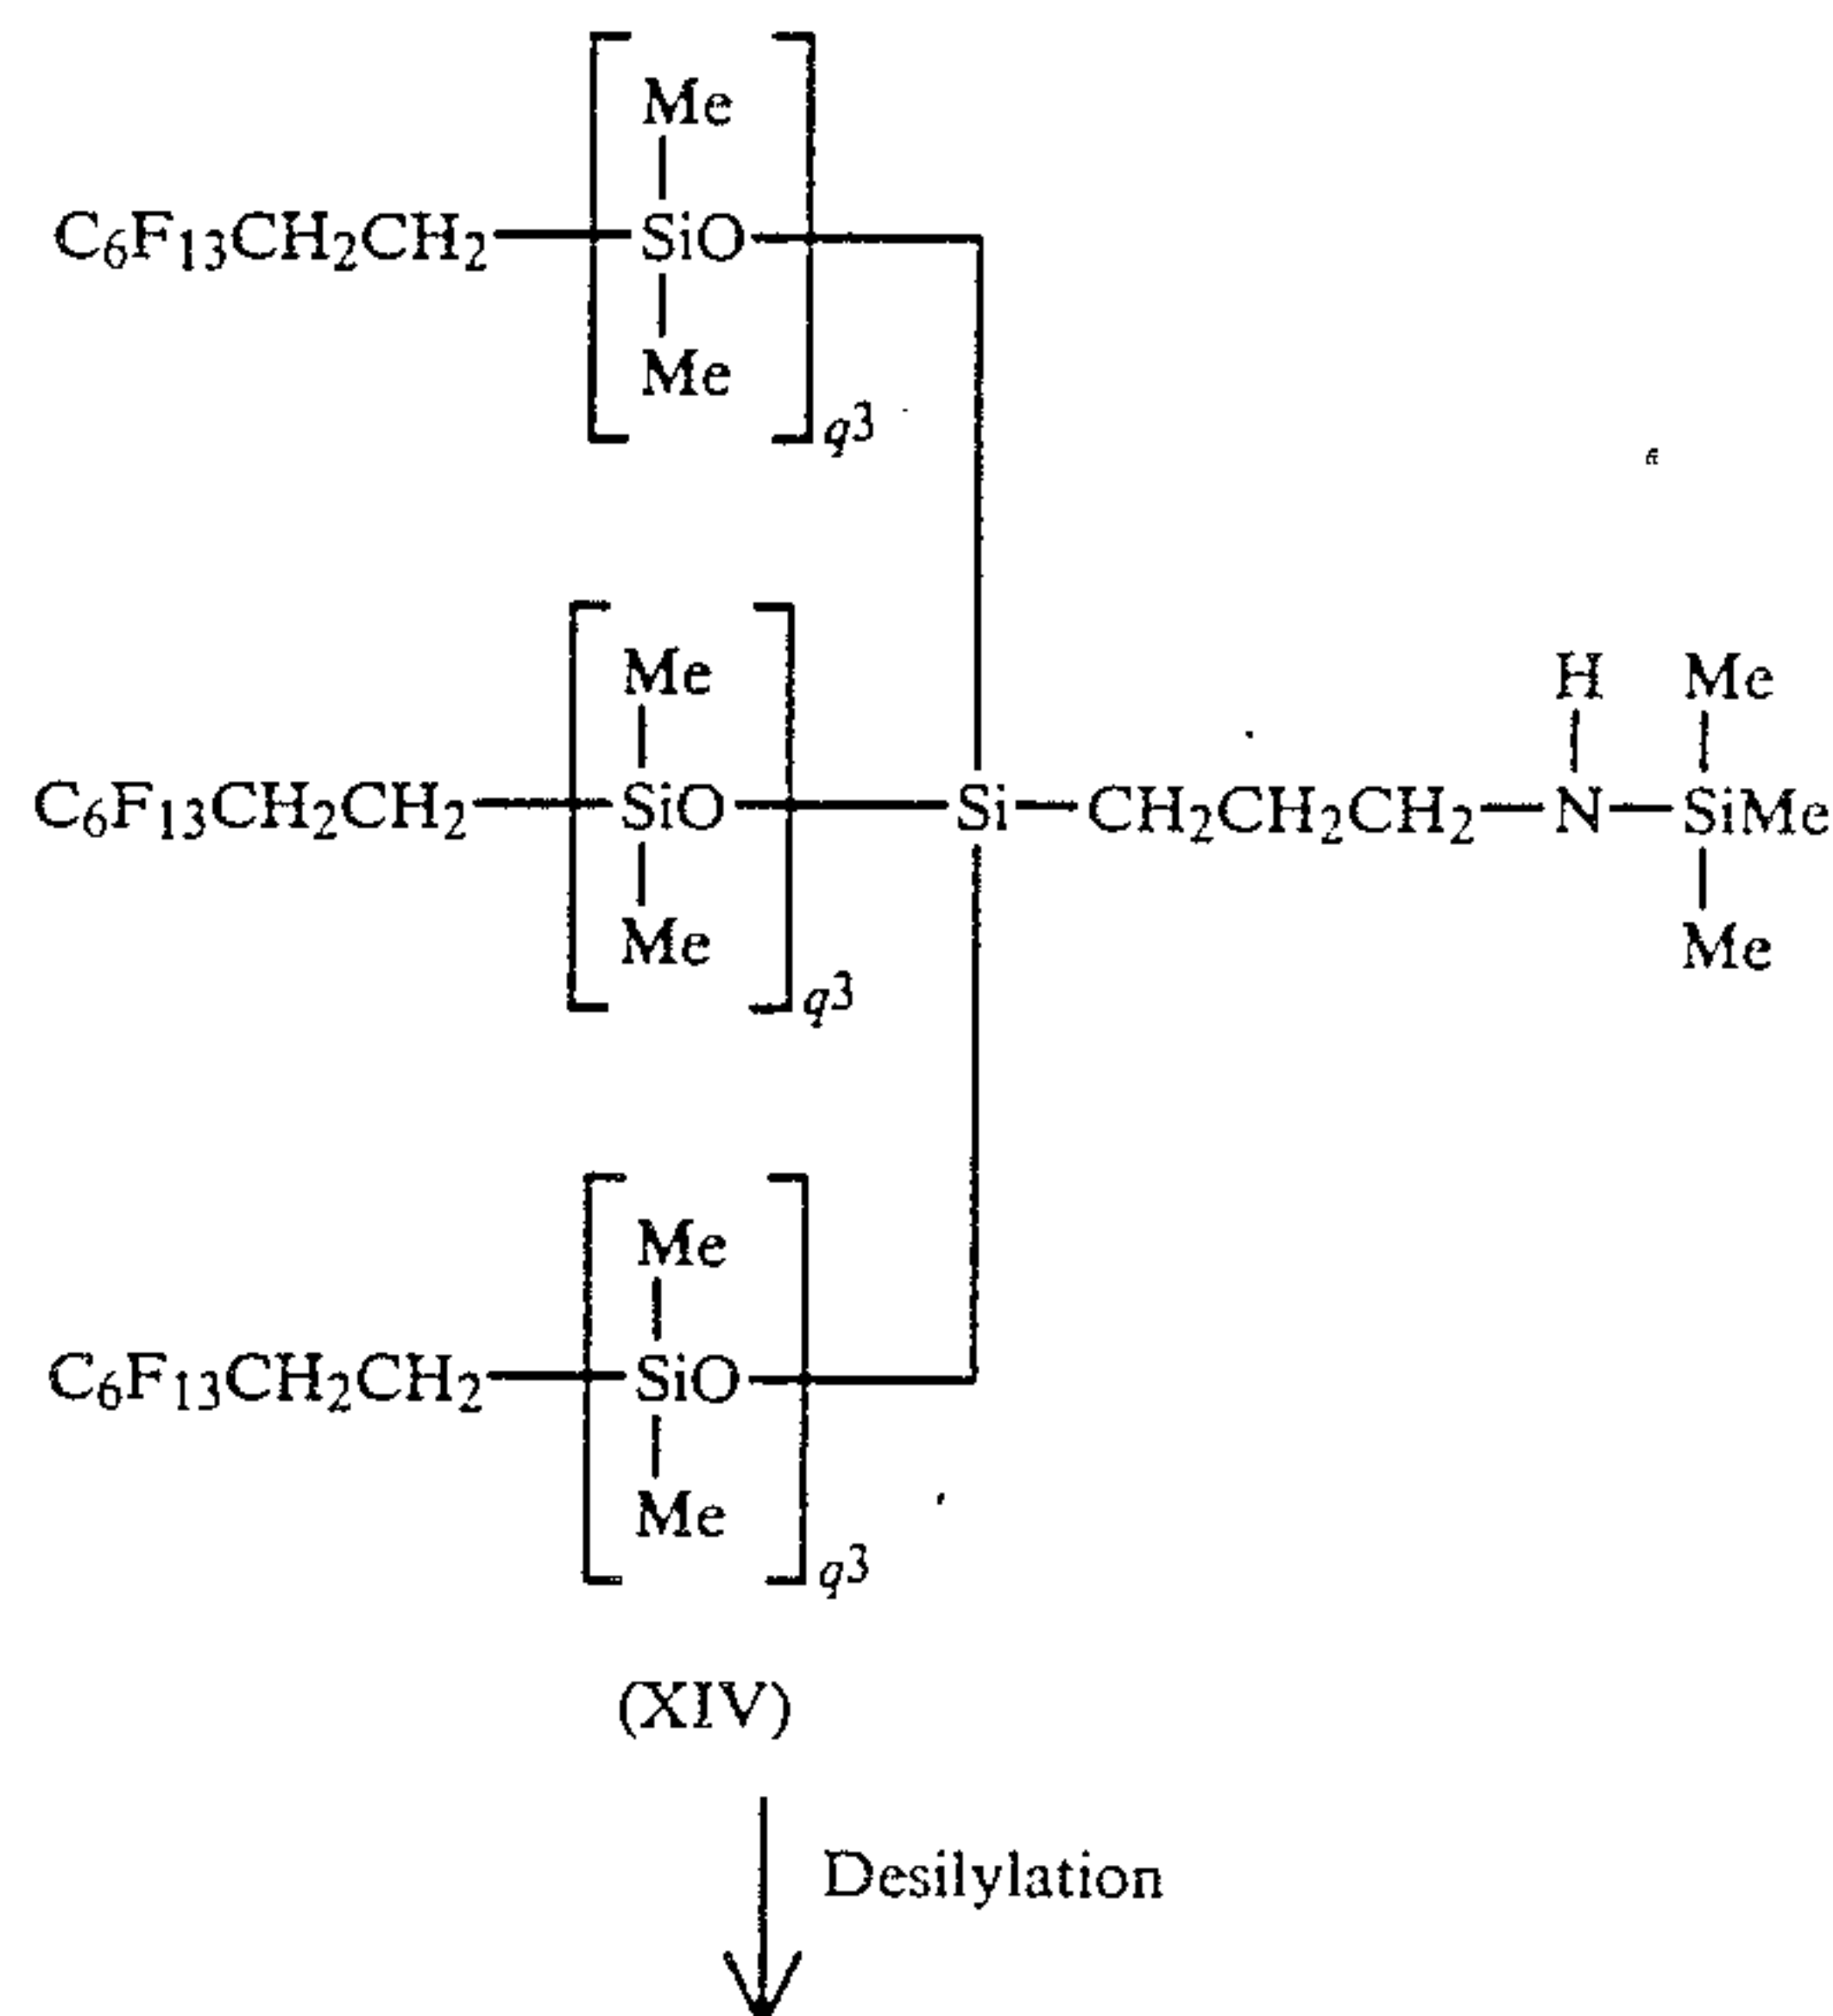 Me
C6F13CH2CH2 SiO
Me
q3
Me H Me
C6F13CH2CH2 SiO Si CH2CH2CH2 N SiMe
Me Me
q3
Me
C6F13CH2CH2 SiO
Me
q3
(XIV)
Desilylation